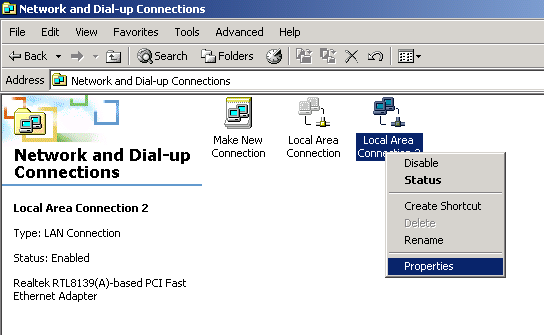 Network and Dial-up Connections
File Edit View Favorites Tools Advanced Help
Back Search Folders
Address Network and Dial-up Connections
Make New Connection
Local Area Connection
Local Area Connection 2
Network and Dial-up
Connections
Local Area Connection 2
Type: LAN Connection
Status: Enabled
Realtek RTL8139(A)-based PCI Fast
Ethernet Adapter
Disable
Status
Create Shortcut
Delete
Rename
Properties